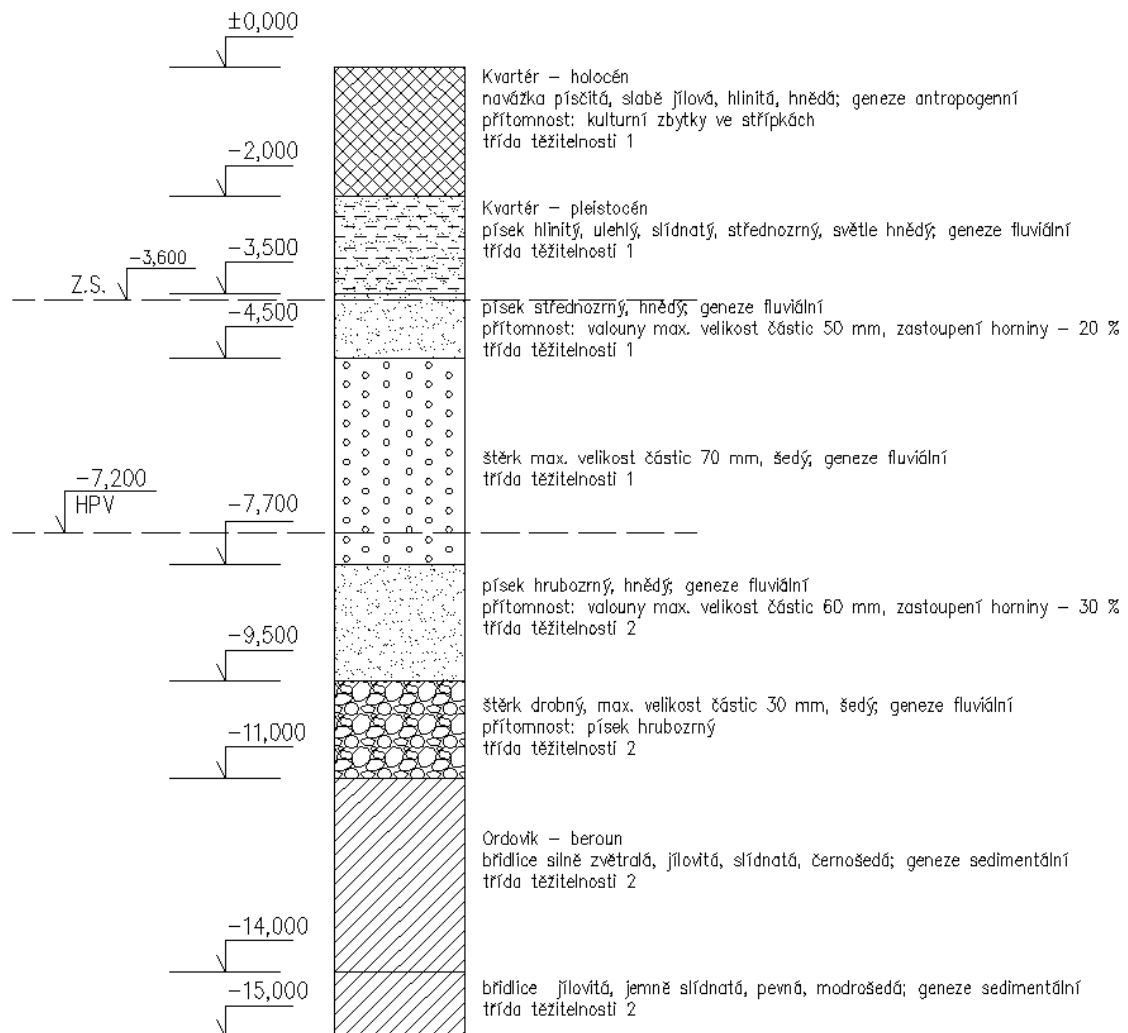 ±0,000
Kvartér – holocén
navážka písčitá, slabě jílová, hlinitá, hnědá; geneze antropogenní
přítomnost: kulturní zbytky ve střípkách
třída těžitelnosti 1
-2,000
Kvartér – pleistocén
písek hlinitý, ulehlý, slídnatý, střednozrný, světle hnědý; geneze fluviální
třída těžitelnosti 1
-3,500
-3,600
Z.S.
písek střednozrný, hnědý; geneze fluviální
přítomnost: valouny max. velikost částic 50 mm, zastoupení horniny – 20 %
třída těžitelnosti 1
-4,500
štěrk max. velikost částic 70 mm, šedý; geneze fluviální
třída těžitelnosti 1
-7,200
HPV
-7,700
písek hrubozrný, hnědý; geneze fluviální
přítomnost: valouny max. velikost částic 60 mm, zastoupení horniny – 30 %
třída těžitelnosti 2
-9,500
štěrk drobný, max. velikost částic 30 mm, šedý; geneze fluviální
přítomnost: písek hrubozrný
třída těžitelnosti 2
-11,000
Ordovik – beroun
břidlice silně zvětralá, jílovitá, slídnatá, černošedá; geneze sedimentální
třída těžitelnosti 2
-14,000
břidlice jílovitá, jemně slídnatá, pevná, modrošedá; geneze sedimentální
třída těžitelnosti 2
-15,000